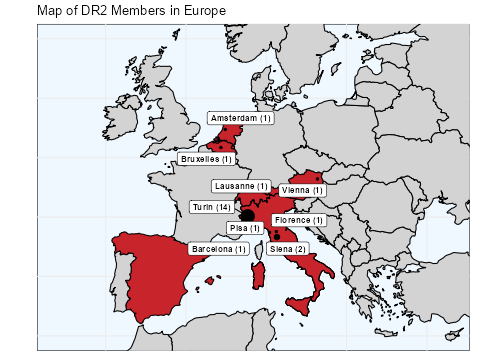 Map of DR2 Members in Europe
Amsterdam (1)
Bruxelles (1)
Lausanne (1)
Vienna (1)
Turin (14)
Florence (1)
Pisa (1)
Barcelona (1)
Siena (2)